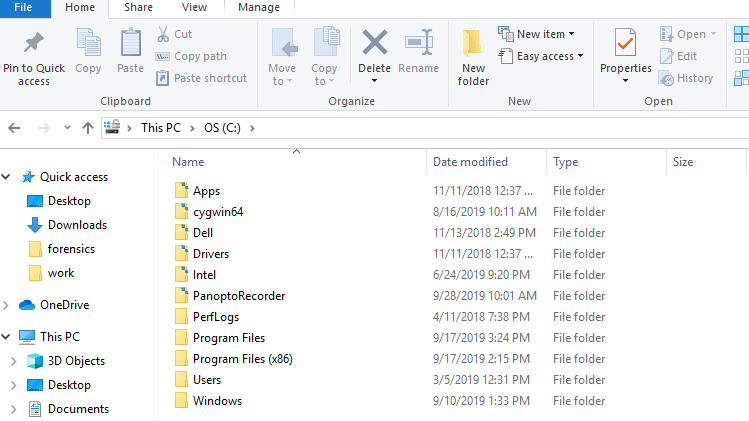 File Home Share View Manage
Pin to Quick access
Copy
Paste
Cut
Copy path
Paste shortcut
Move to
Copy to
Delete
Rename
New folder
New item
Easy access
Properties
Open
Edit
History
Clipboard Organize New Open
This PC OS (C:)
Name Date modified Type Size
Quick access
Desktop
Downloads
forensics
work
OneDrive
This PC
3D Objects
Desktop
Documents
Apps 11/11/2018 12:37 ... File folder
cygwin64 8/16/2019 10:11 AM File folder
Dell 11/13/2018 2:49 PM File folder
Drivers 11/11/2018 12:37 ... File folder
Intel 6/24/2019 9:20 PM File folder
PanoptoRecorder 9/28/2019 10:01 AM File folder
PerfLogs 4/11/2018 7:38 PM File folder
Program Files 9/17/2019 3:24 PM File folder
Program Files (x86) 9/17/2019 2:15 PM File folder
Users 3/5/2019 12:31 PM File folder
Windows 9/10/2019 1:33 PM File folder